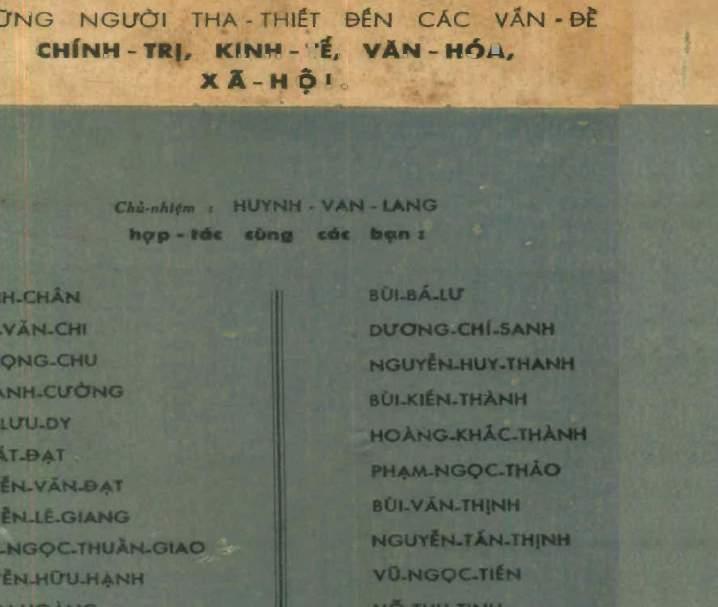 NGƯỜI THA-THIẾT ĐẾN CÁC VẤN-ĐỀ
CHÍNH-TRỊ, KINH-TẾ, VĂN-HÓA,
XÃ-HỘI
Chủ-nhiệm : HUYNH-VAN-LANG
hợp-tác cùng các bạn :
H-CHÂN
-VĂN-CHI
ỌNG-CHU
ANH-CƯỜNG
LƯU-DY
ẤT-ĐẠT
ỄN-VĂN-ĐẠT
ỄN-LÊ-GIANG
-NGỌC-THUẦN-GIAO
ỄN-HỮU-HẠNH
BÙI-BÁ-LƯ
DƯƠNG-CHÍ-SANH
NGUYỄN-HUY-THANH
BÙI-KIẾN-THÀNH
HOÀNG-KHẮC-THÀNH
PHẠM-NGỌC-THẢO
BÙI-VĂN-THỊNH
NGUYỄN-TẤN-THỊNH
VŨ-NGỌC-TIẾN